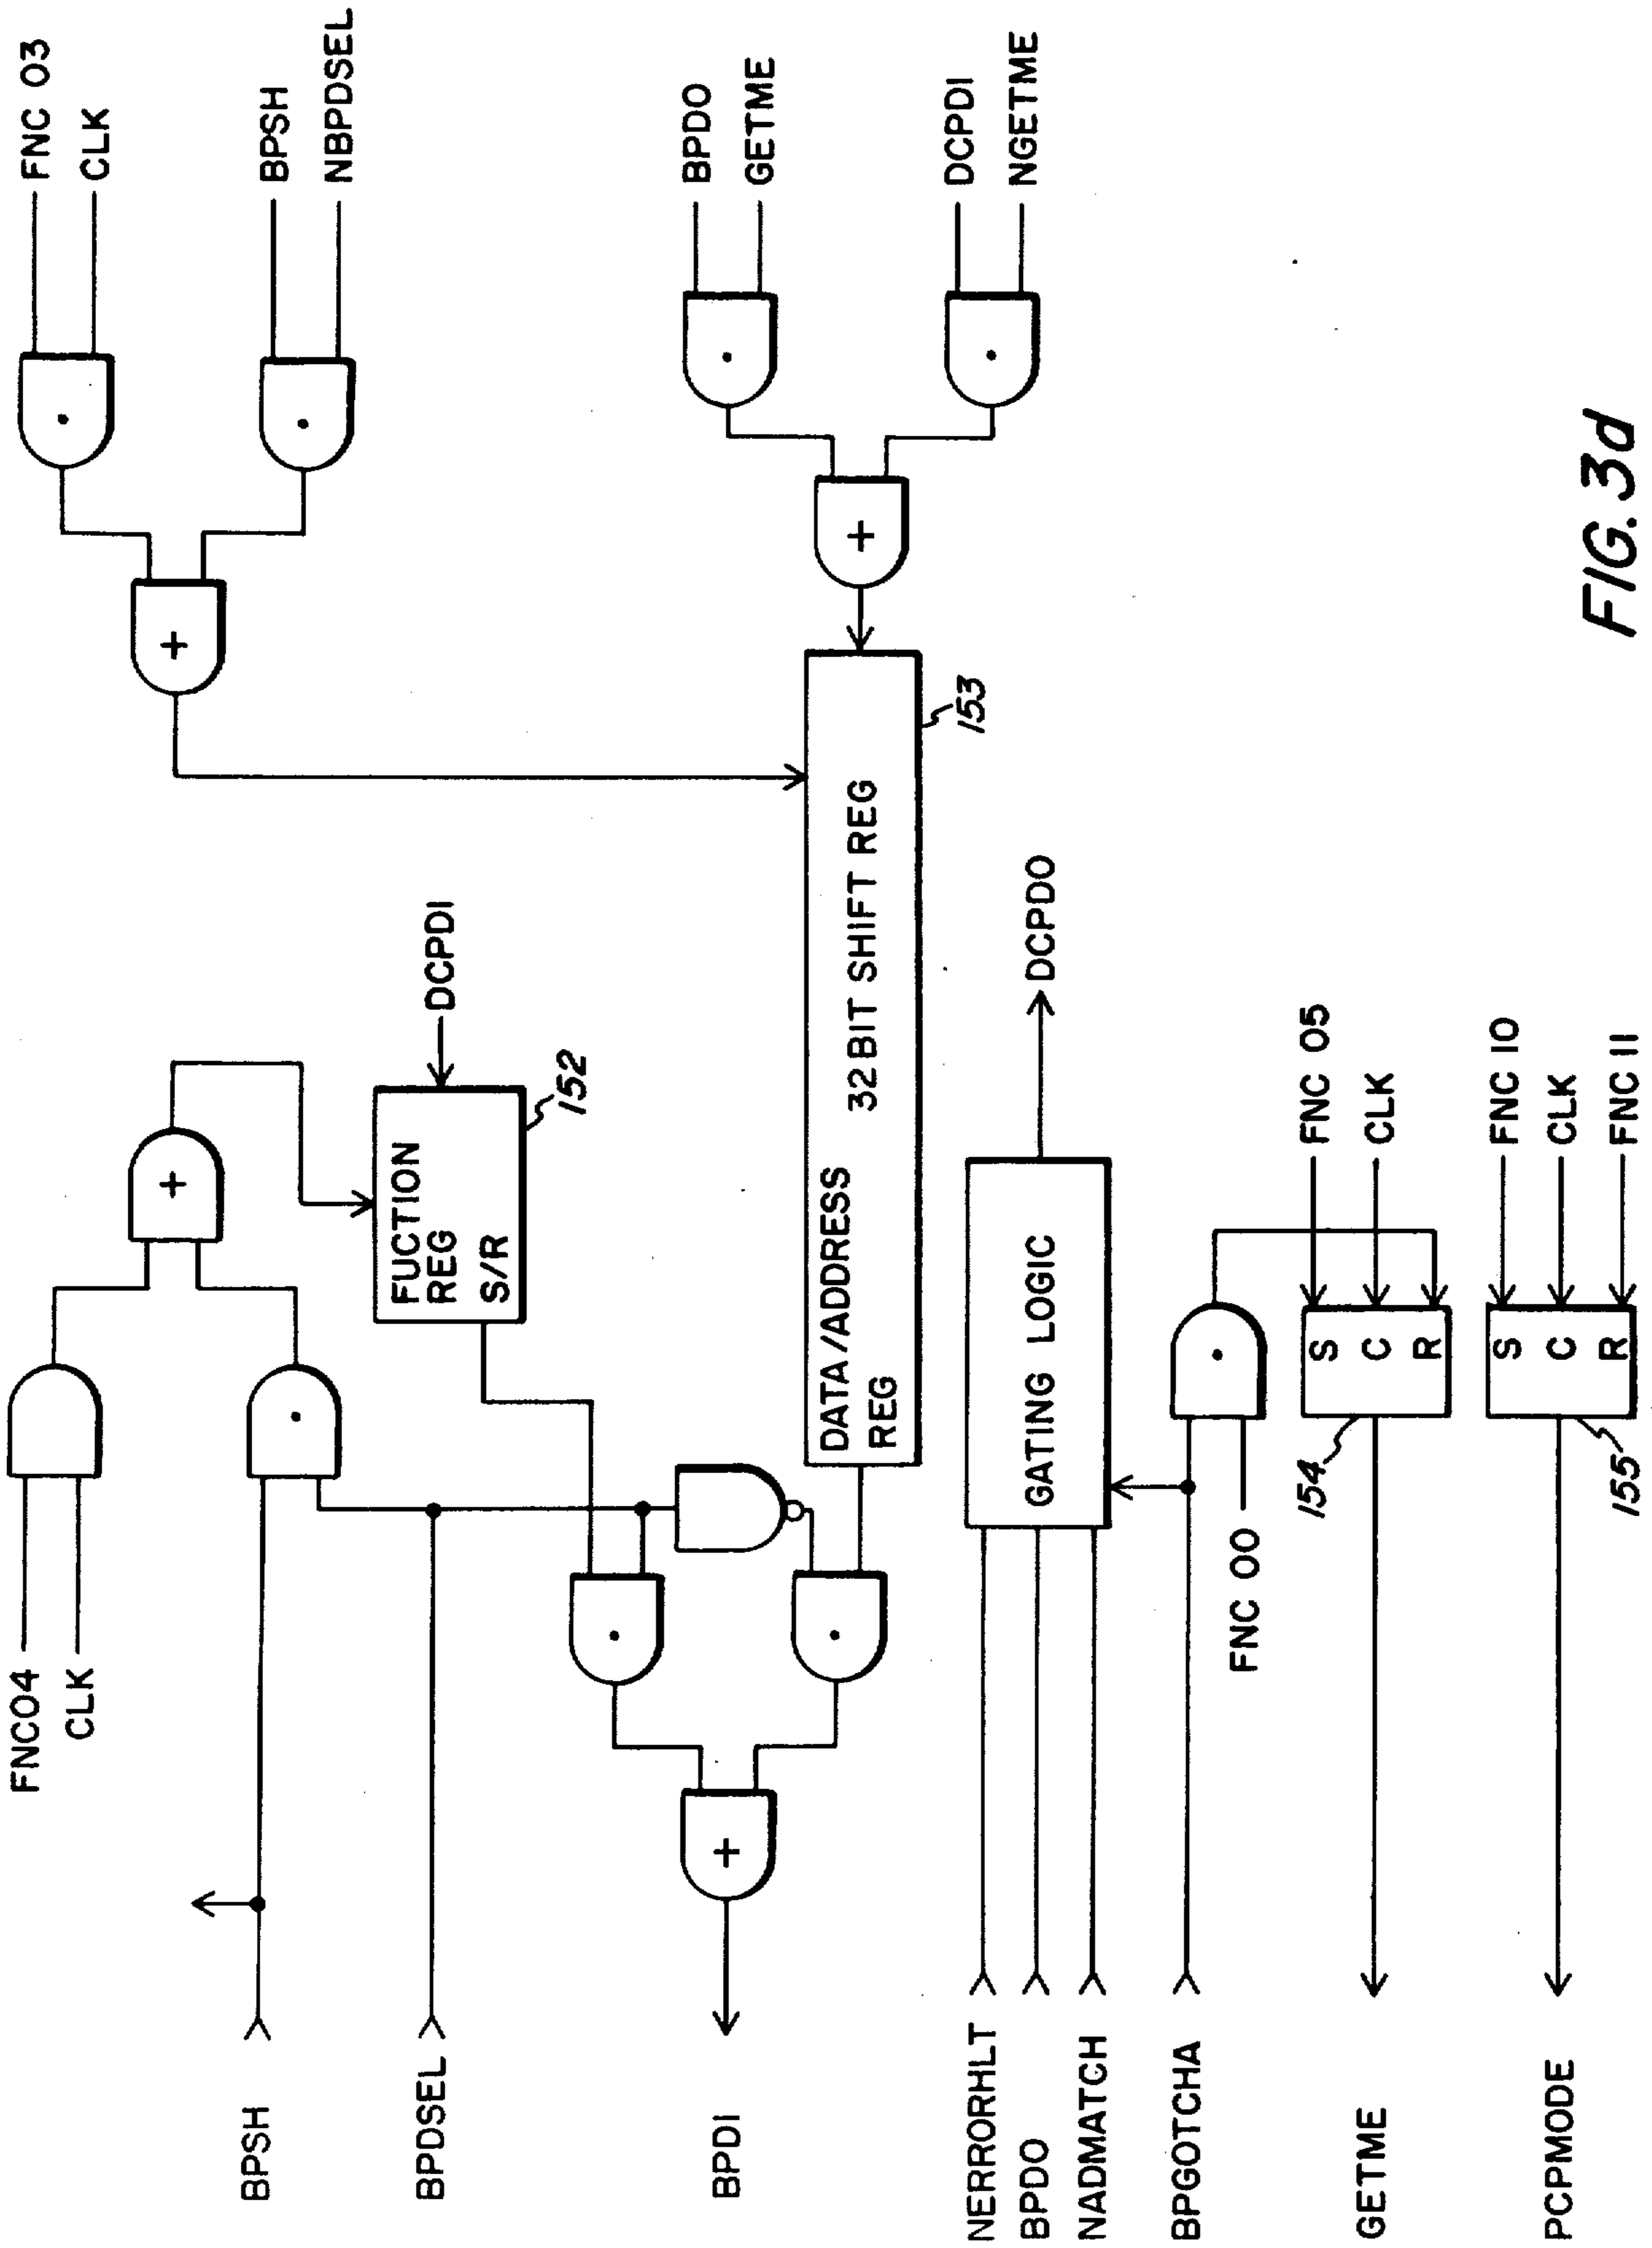 FNC04
CLK
BPSH
BPDSEL
BPDI
+
•
•
•
+
FUCTION
REG
S/R
DCPDI
152
+
•
•
FNC 03
CLK
BPSH
NBPDSEL
DATA/ADDRESS
REG
32 BIT SHIFT REG
153
+
•
•
BPDO
GETME
DCPDI
NGETME
NERRORHLT
BPDO
NADMATCH
BPGOTCHA
GATING LOGIC
DCPDO
FNC 00
•
GETME
154
S
C
R
FNC 05
CLK
PCPMODE
155
S
C
R
FNC 10
CLK
FNC 11
FIG. 3d